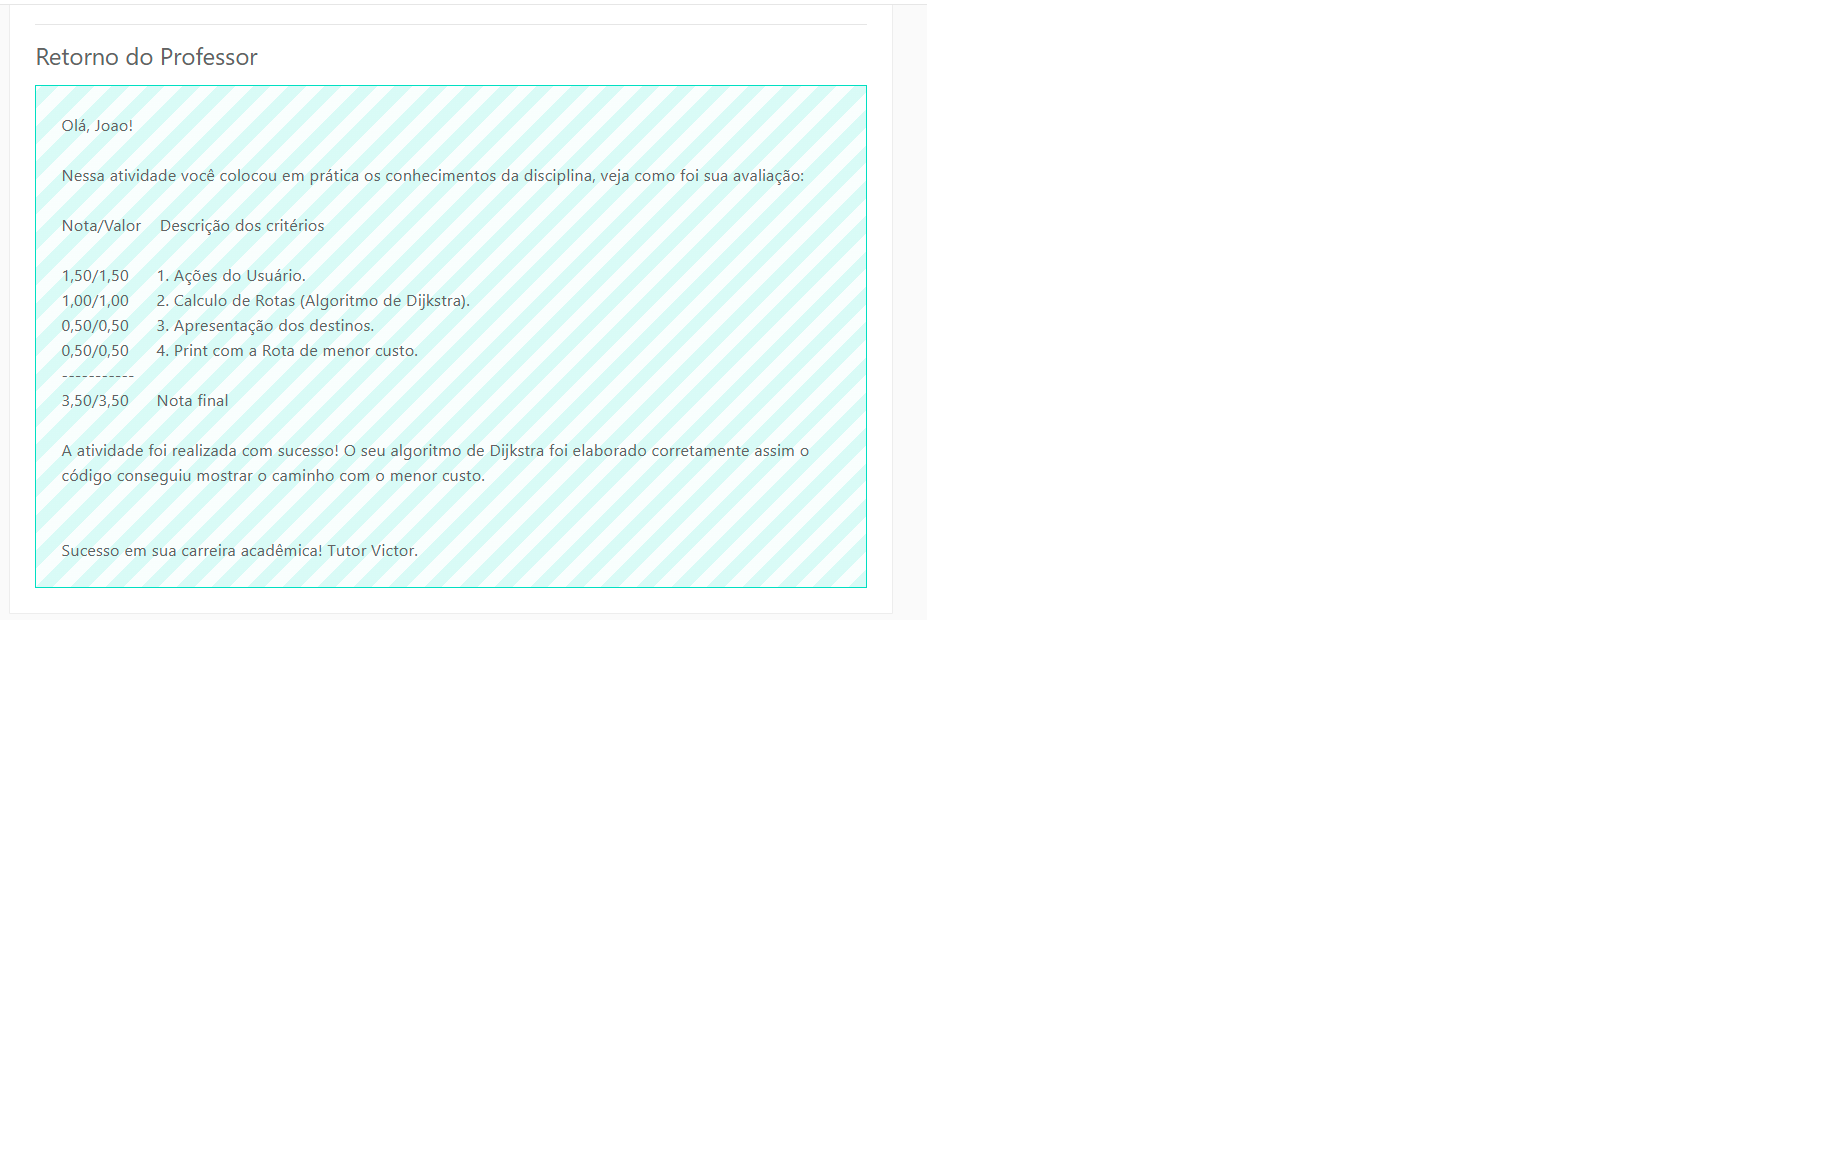 Retorno do Professor
Olá, Joao!
Nessa atividade você colocou em prática os conhecimentos da disciplina, veja como foi sua avaliação:
Nota/Valor Descrição dos critérios
1,50/1,50 1. Ações do Usuário.
1,00/1,00 2. Calculo de Rotas (Algoritmo de Dijkstra).
0,50/0,50 3. Apresentação dos destinos.
0,50/0,50 4. Print com a Rota de menor custo.
-----------
3,50/3,50 Nota final
A atividade foi realizada com sucesso! O seu algoritmo de Dijkstra foi elaborado corretamente assim o
código conseguiu mostrar o caminho com o menor custo.
Sucesso em sua carreira acadêmica! Tutor Victor.